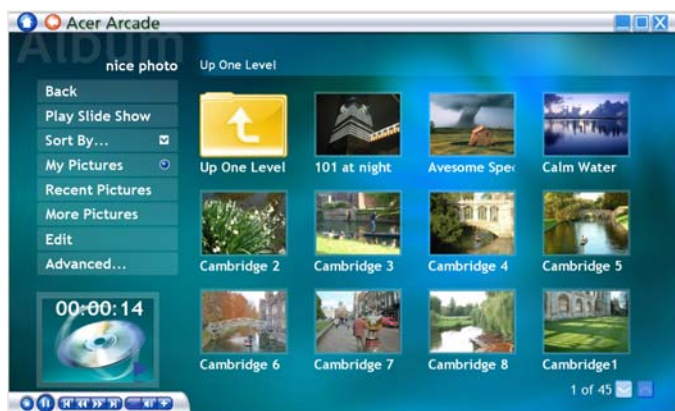 Acer Arcade
Album
nice photo
Up One Level
Back
Play Slide Show
Sort By...
My Pictures
Recent Pictures
More Pictures
Edit
Advanced...
00:00:14
Up One Level
101 at night
Avesome Spec
Calm Water
Cambridge 2
Cambridge 3
Cambridge 4
Cambridge 5
Cambridge 6
Cambridge 7
Cambridge 8
Cambridge1
1 of 45